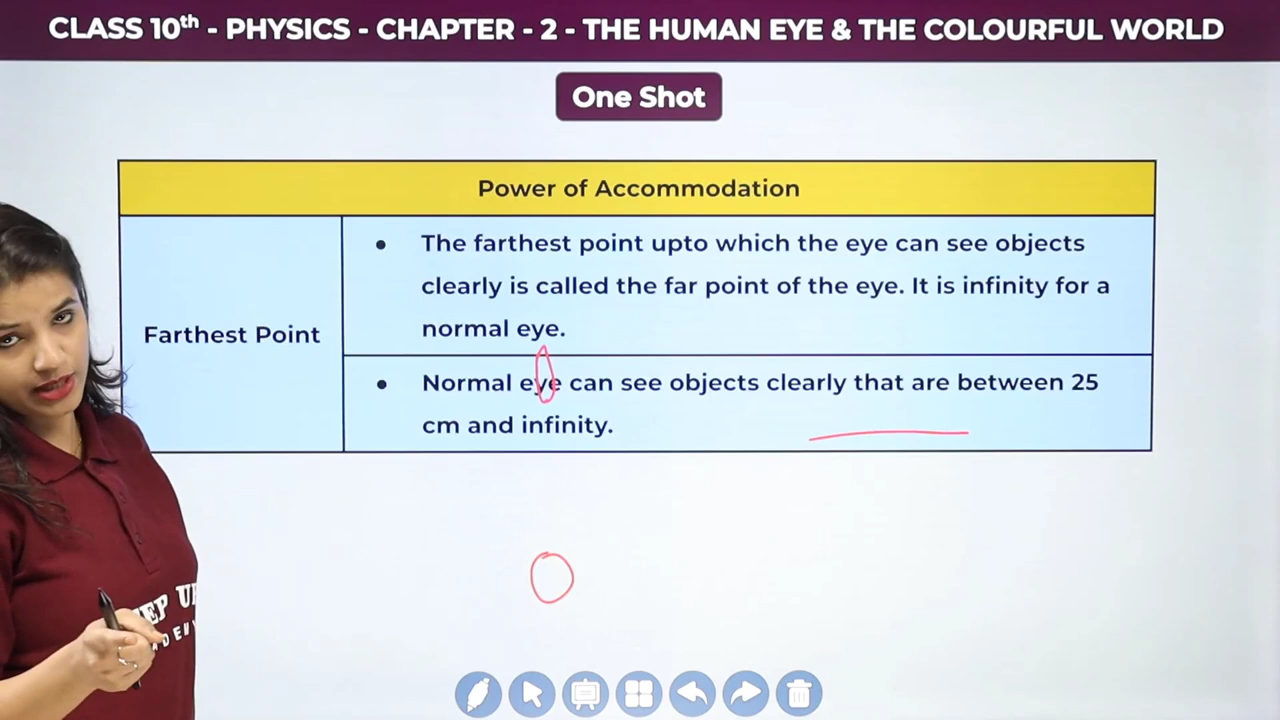 CLASS 10th - PHYSICS - CHAPTER - 2 - THE HUMAN EYE & THE COLOURFUL WORLD
One Shot
Power of Accommodation
Farthest Point
• The farthest point upto which the eye can see objects
clearly is called the far point of the eye. It is infinity for a
normal eye.
• Normal eye can see objects clearly that are between 25
cm and infinity.